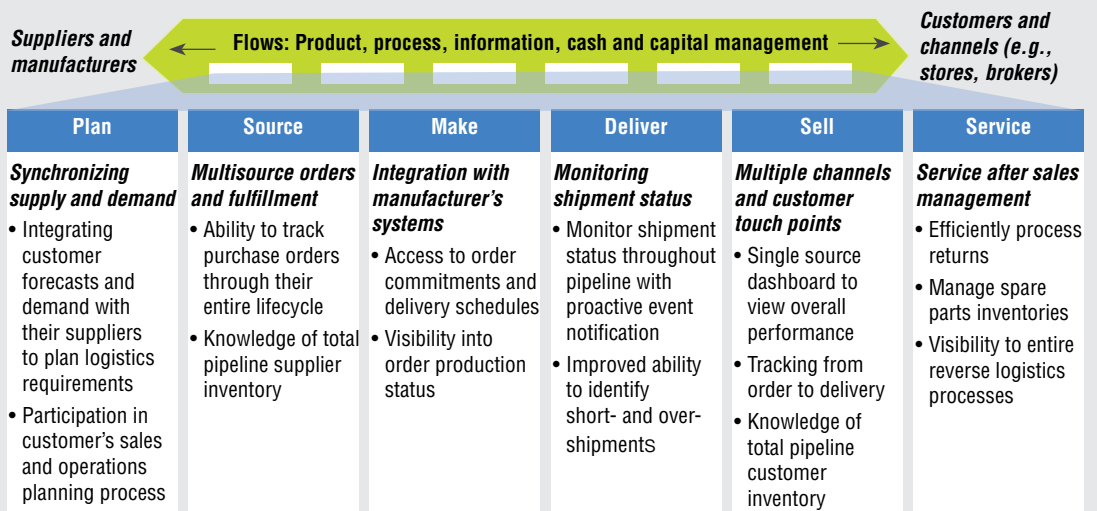 Suppliers and
manufacturers
Flows: Product, process, information, cash and capital management
Customers and
channels (e.g.,
stores, brokers)
Plan
Synchronizing
supply and demand
• Integrating
customer
forecasts and
demand with
their suppliers
to plan logistics
requirements
• Participation in
customer's sales
and operations
planning process
Source
Multisource orders
and fulfillment
• Ability to track
purchase orders
through their
entire lifecycle
• Knowledge of total
pipeline supplier
inventory
Make
Integration with
manufacturer's
systems
• Access to order
commitments and
delivery schedules
• Visibility into
order production
status
Deliver
Monitoring
shipment status
• Monitor shipment
status throughout
pipeline with
proactive event
notification
• Improved ability
to identify
short- and over-
shipments
Sell
Multiple channels
and customer
touch points
• Single source
dashboard to
view overall
performance
• Tracking from
order to delivery
• Knowledge of
total pipeline
customer
inventory
Service
Service after sales
management
• Efficiently process
returns
• Manage spare
parts inventories
• Visibility to entire
reverse logistics
processes